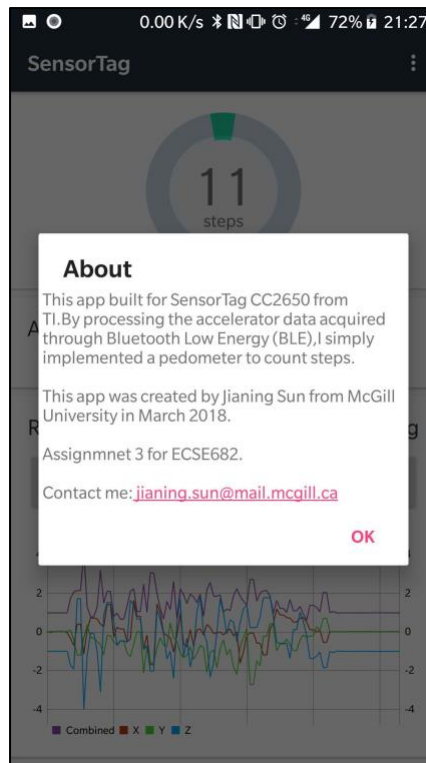 0.00 K/s 4G 72% 21:27
SensorTag
11
steps
About
This app built for SensorTag CC2650 from
TI.By processing the accelerator data acquired
through Bluetooth Low Energy (BLE),I simply
implemented a pedometer to count steps.
This app was created by Jianing Sun from McGill
University in March 2018.
Assignmnet 3 for ECSE682.
Contact me: jianing.sun@mail.mcgill.ca
OK
A
R g
2 2
0 0
-2 -2
-4 -4
Combined X Y Z